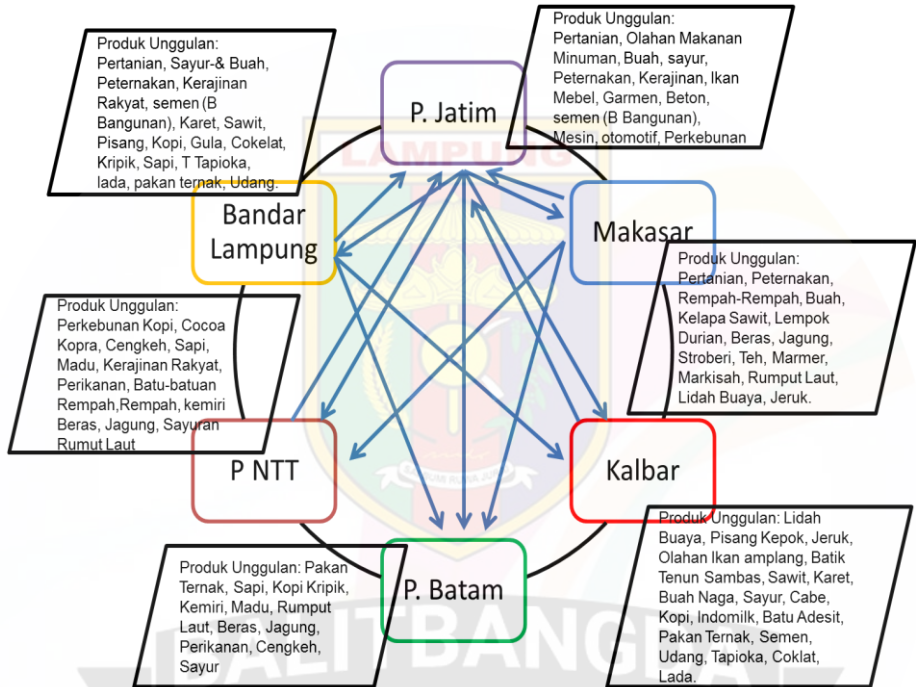 Produk Unggulan:
Pertanian, Sayur-& Buah,
Peternakan, Kerajinan
Rakyat, semen (B
Bangunan), Karet, Sawit,
Pisang, Kopi, Gula, Cokelat,
Kripik, Sapi, T Tapioka,
lada, pakan ternak, Udang.
P. Jatim
Produk Unggulan:
Pertanian, Olahan Makanan
Minuman, Buah, sayur,
Peternakan, Kerajinan, Ikan
Mebel, Garmen, Beton,
semen (B Bangunan),
Mesin, otomotif, Perkebunan
LAMPUNG
Bandar
Lampung
Makasar
Produk Unggulan:
Perkebunan Kopi, Cocoa
Kopra, Cengkeh, Sapi,
Madu, Kerajinan Rakyat,
Perikanan, Batu-batuan
Rempah,Rempah, kemiri
Beras, Jagung, Sayuran
Rumut Laut
Produk Unggulan:
Pertanian, Peternakan,
Rempah-Rempah, Buah,
Kelapa Sawit, Lempok
Durian, Beras, Jagung,
Stroberi, Teh, Marmer,
Markisah, Rumput Laut,
Lidah Buaya, Jeruk.
P NTT
Kalbar
Produk Unggulan: Pakan
Ternak, Sapi, Kopi Kripik,
Kemiri, Madu, Rumput
Laut, Beras, Jagung,
Perikanan, Cengkeh,
Sayur
P. Batam
Produk Unggulan: Lidah
Buaya, Pisang Kepok, Jeruk,
Olahan Ikan amplang, Batik
Tenun Sambas, Sawit, Karet,
Buah Naga, Sayur, Cabe,
Kopi, Indomilk, Batu Adesit,
Pakan Ternak, Semen,
Udang, Tapioka, Coklat,
Lada.
BALITBANGDA